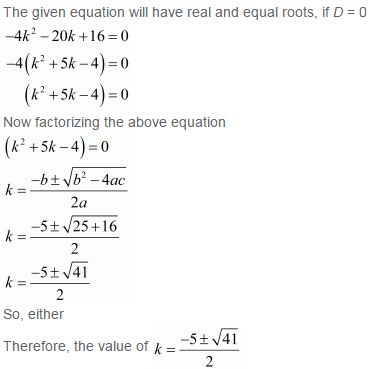 The given equation will have real and equal roots, if D = 0
−4k² − 20k + 16 = 0
−4(k² + 5k − 4) = 0
(k² + 5k − 4) = 0
Now factorizing the above equation
(k² + 5k − 4) = 0
k = (−b ± √(b² − 4ac)) / 2a
k = (−5 ± √(25 + 16)) / 2
k = (−5 ± √41) / 2
So, either
Therefore, the value of k = (−5 ± √41) / 2